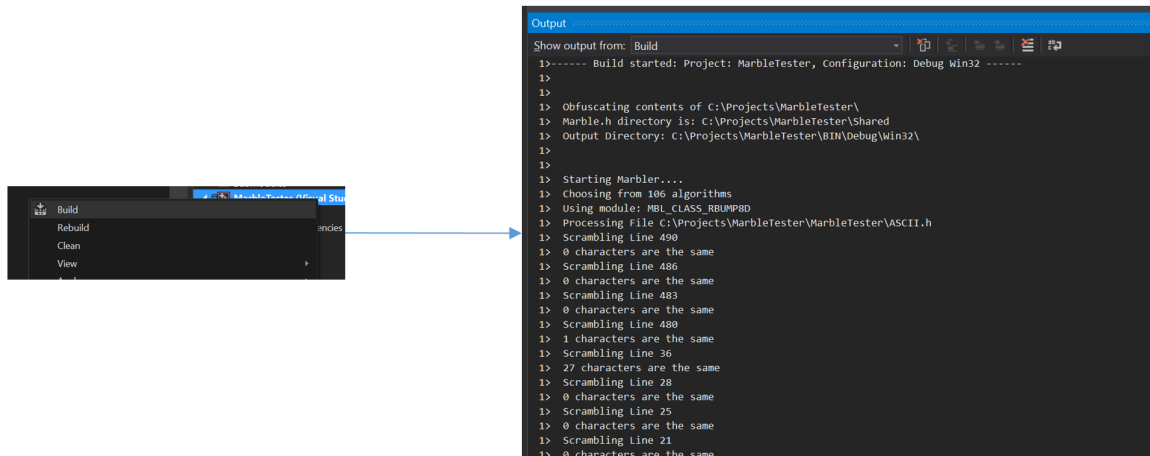 MarbleTester (Visual Stu
Build
Rebuild
encies
Clean
View
Output
Show output from: Build
1>------ Build started: Project: MarbleTester, Configuration: Debug Win32 ------
1>
1>
1> Obfuscating contents of C:\Projects\MarbleTester\
1> Marble.h directory is: C:\Projects\MarbleTester\Shared
1> Output Directory: C:\Projects\MarbleTester\BIN\Debug\Win32\
1>
1>
1> Starting Marbler....
1> Choosing from 106 algorithms
1> Using module: MBL_CLASS_RBUMP8D
1> Processing File C:\Projects\MarbleTester\MarbleTester\ASCII.h
1> Scrambling Line 490
1> 0 characters are the same
1> Scrambling Line 486
1> 0 characters are the same
1> Scrambling Line 483
1> 0 characters are the same
1> Scrambling Line 480
1> 1 characters are the same
1> Scrambling Line 36
1> 27 characters are the same
1> Scrambling Line 28
1> 0 characters are the same
1> Scrambling Line 25
1> 0 characters are the same
1> Scrambling Line 21
1> 0 characters are the same